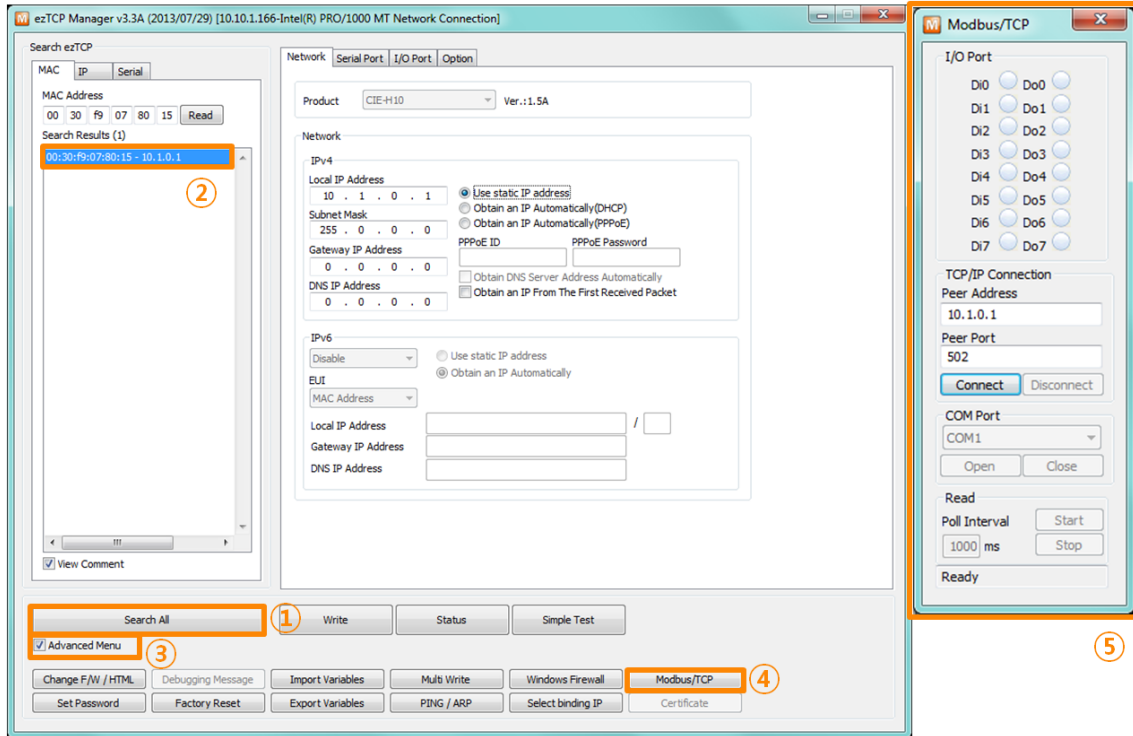 ezTCP Manager v3.3A (2013/07/29) [10.10.1.166-Intel(R) PRO/1000 MT Network Connection]
Search ezTCP
MAC IP Serial
MAC Address
00 30 f9 07 80 15 Read
Search Results (1)
00:30:f9:07:80:15 - 10.1.0.1
②
View Comment
Network Serial Port I/O Port Option
Product CIE-H10 Ver.:1.5A
Network
IPv4
Local IP Address
10 . 1 . 0 . 1 Use static IP address
Obtain an IP Automatically(DHCP)
Subnet Mask
Obtain an IP Automatically(PPPoE)
255 . 0 . 0 . 0
PPPoE ID PPPoE Password
Gateway IP Address
0 . 0 . 0 . 0
Obtain DNS Server Address Automatically
DNS IP Address
Obtain an IP From The First Received Packet
0 . 0 . 0 . 0
IPv6
Disable Use static IP address
Obtain an IP Automatically
EUI
MAC Address
Local IP Address /
Gateway IP Address
DNS IP Address
Search All ① Write Status Simple Test
Advanced Menu ③
Change F/W / HTML Debugging Message Import Variables Multi Write Windows Firewall Modbus/TCP ④
Set Password Factory Reset Export Variables PING / ARP Select binding IP Certificate
Modbus/TCP
I/O Port
Di0 Do0
Di1 Do1
Di2 Do2
Di3 Do3
Di4 Do4
Di5 Do5
Di6 Do6
Di7 Do7
TCP/IP Connection
Peer Address
10.1.0.1
Peer Port
502
Connect Disconnect
COM Port
COM1
Open Close
Read
Poll Interval Start
1000 ms Stop
Ready
⑤